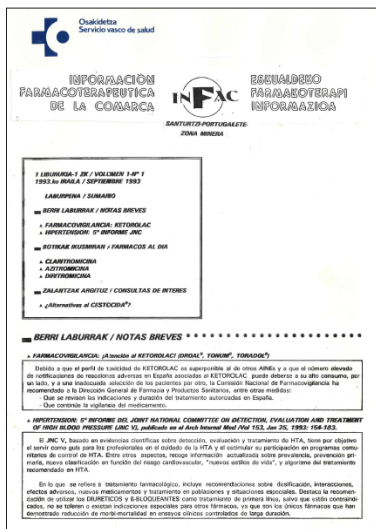 Osakidetza
Servicio vasco de salud
INFORMACIÓN
FARMACOTERAPEUTICA
DE LA COMARCA
INFAC
ESKUALDEKO
FARMAKOTERAPI
INFORMAZIOA
SANTURTZI-PORTUGALETE-
ZONA MINERA
1 LIBURUKIA-1 ZK / VOLUMEN 1-Nº 1
1993.ko IRAILA / SEPTIEMBRE 1993
LABURPENA / SUMARIO
BERRI LABURRAK / NOTAS BREVES
FARMACOVIGILANCIA: KETOROLAC
HIPERTENSION: 5º INFORME JNC
BOTIKAK IKUSMIRAN / FARMACOS AL DIA
CLARITROMICINA
AZITROMICINA
DIRITROMICINA
ZALANTZAK ARGITUZ / CONSULTAS DE INTERES
¿Alternativas al CESTOCIDA®?
BERRI LABURRAK / NOTAS BREVES
FARMACOVIGILANCIA: ¡Atención al KETOROLAC (DROAL®, TONUM®, TORADOL®)
Debido a que el perfil de toxicidad de KETOROLAC es superponible al de otros AINEs y a que el número elevado
de notificaciones de reacciones adversas en España asociadas al KETOROLAC puede deberse a su alto consumo, por
un lado, y a una inadecuada selección de los pacientes por otro, la Comisión Nacional de Farmacovigilancia ha
recomendado a la Dirección General de Farmacia y Productos Sanitarios, entre otras medidas:
- Que se revisen las indicaciones y duración del tratamiento autorizadas en España.
- Que continúe la vigilancia del medicamento.
HIPERTENSION: 5º INFORME DEL JOINT NATIONAL COMMITTEE ON DETECTION, EVALUATION AND TREATMENT
OF HIGH BLOOD PRESSURE (JNC V), publicado en el Arch Internal Med /Vol 153, Jan 25, 1993: 154-183.
El JNC V, basado en evidencias científicas sobre detección, evaluación y tratamiento de HTA, tiene por objetivo
el servir como guía para los profesionales en el cuidado de la HTA y el estimular su participación en programas comu-
nitarios de control de HTA. Entre otros aspectos, recoge información actualizada sobre prevalencia, prevención pri-
maria, nueva clasificación en función del riesgo cardiovascular, "nuevos estilos de vida", y algoritmo del tratamiento
recomendado en HTA.
En lo que se refiere a tratamiento farmacológico, incluye recomendaciones sobre dosificación, interacciones,
efectos adversos, nuevos medicamentos y tratamiento en poblaciones y situaciones especiales. Destaca la recomen-
dación de utilizar los DIURETICOS y ß-BLOQUEANTES como tratamiento de primera línea, salvo que estén contraindi-
cados, no se toleren o existan indicaciones especiales para otros fármacos, ya que son los únicos fármacos que han
demostrado reducción de morbi-mortalidad en ensayos clínicos controlados de larga duración.